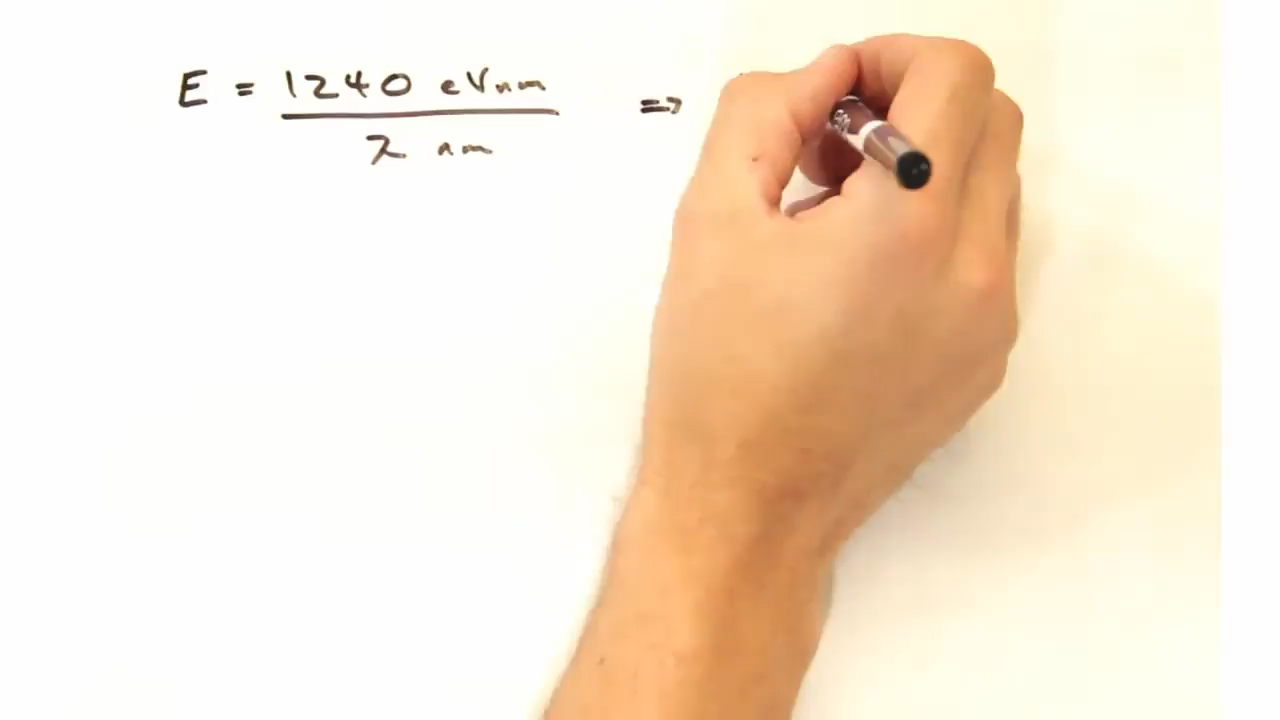 E = 1240 eVnm ⇒
λ nm